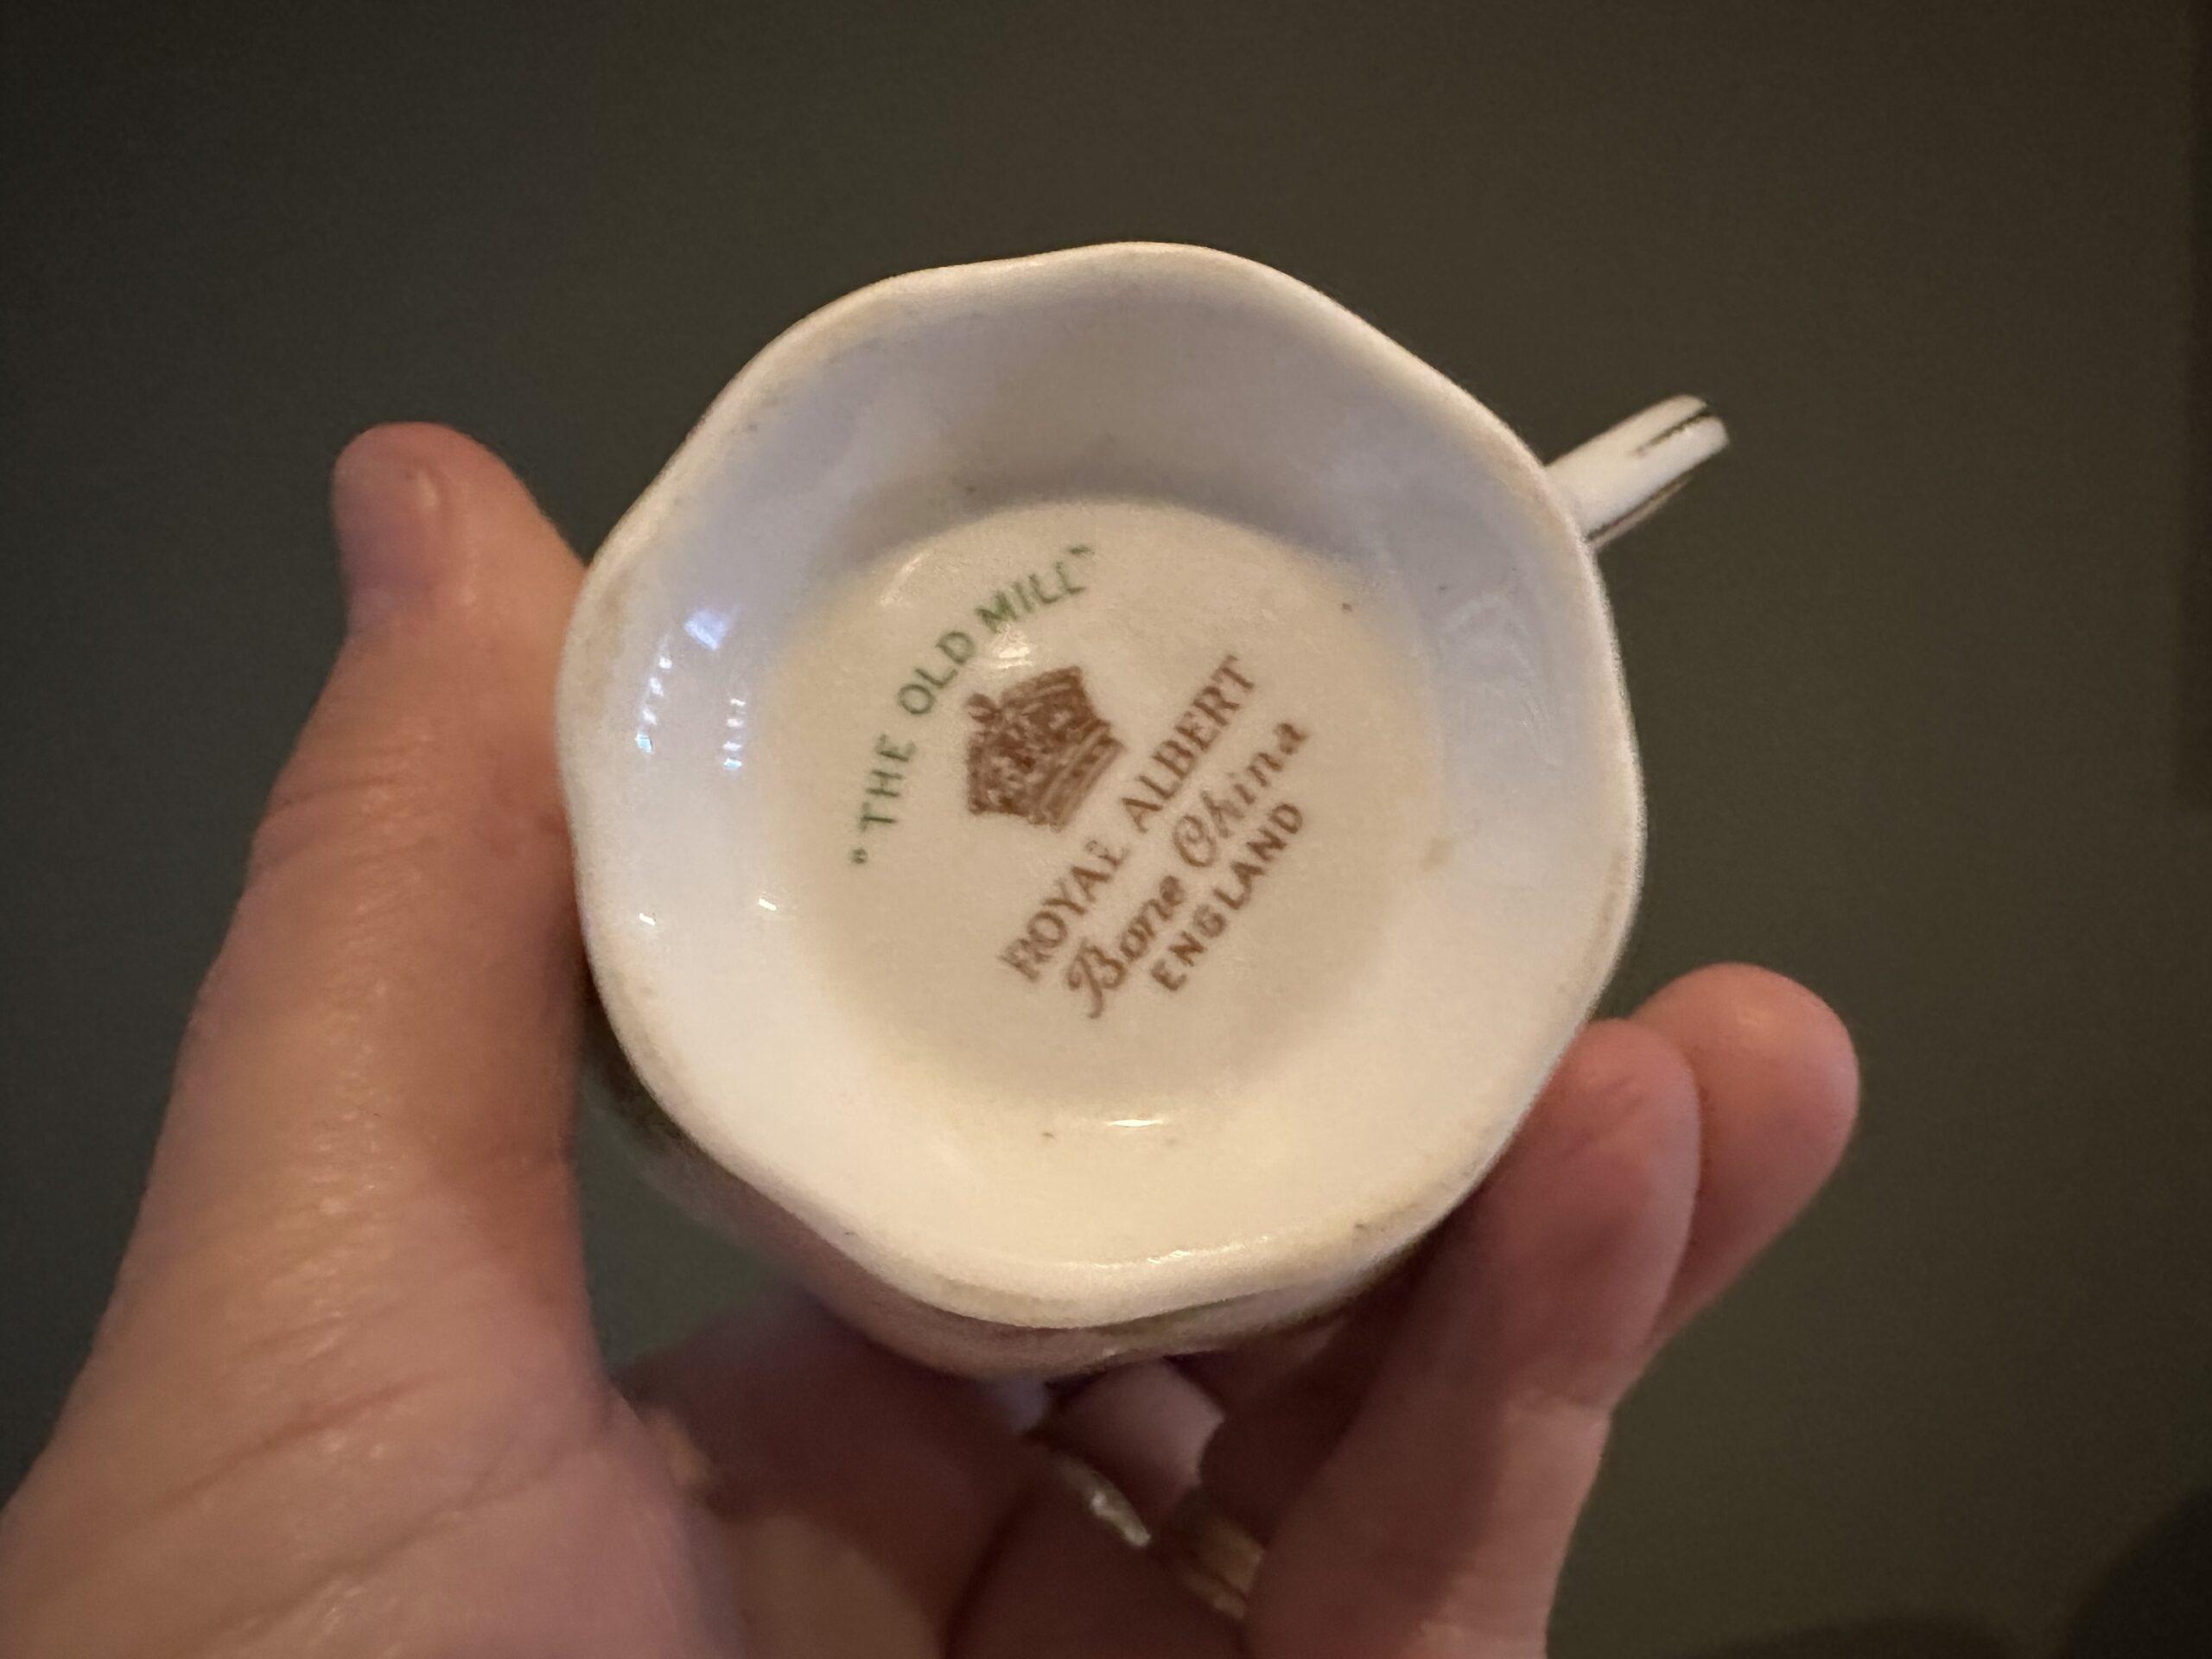 "THE OLD MILL"
ROYAL ALBERT
Bone China
ENGLAND